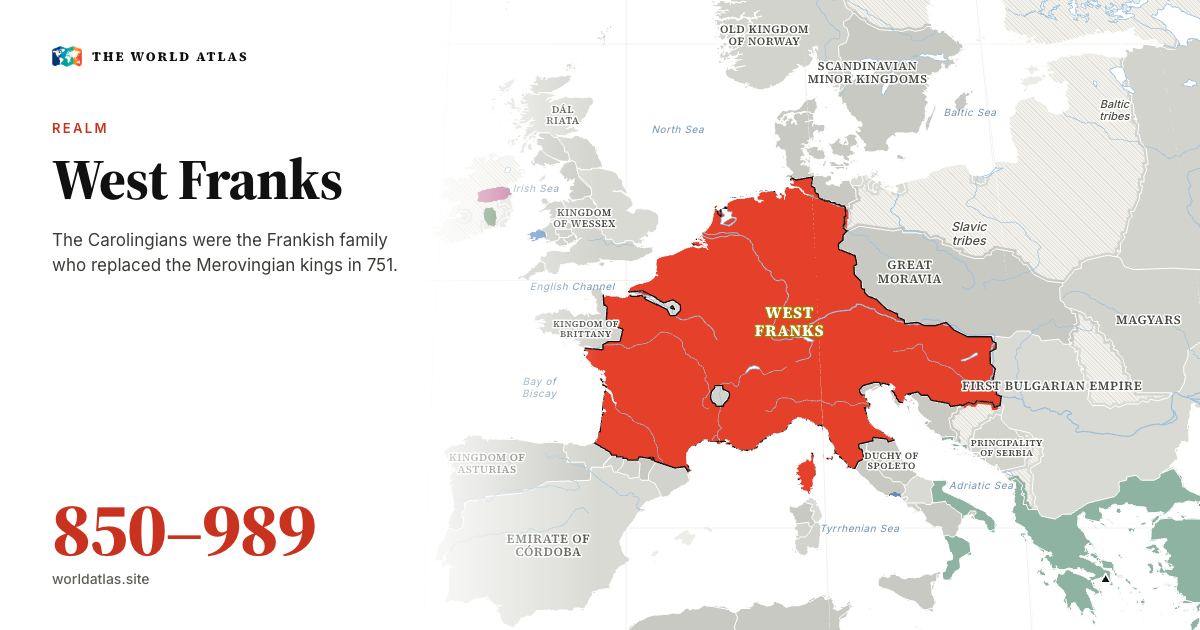 THE WORLD ATLAS
REALM
West Franks
The Carolingians were the Frankish family
who replaced the Merovingian kings in 751.
850–989
worldatlas.site
OLD KINGDOM
OF NORWAY
SCANDINAVIAN
MINOR KINGDOMS
DÁL
RIATA
North Sea
Baltic Sea
Baltic
tribes
Irish Sea
KINGDOM
OF WESSEX
Slavic
tribes
GREAT
MORAVIA
English Channel
WEST
FRANKS
KINGDOM OF
BRITTANY
MAGYARS
Bay of
Biscay
FIRST BULGARIAN EMPIRE
KINGDOM OF
ASTURIAS
DUCHY OF
SPOLETO
PRINCIPALITY
OF SERBIA
Adriatic Sea
Tyrrhenian Sea
EMIRATE OF
CÓRDOBA